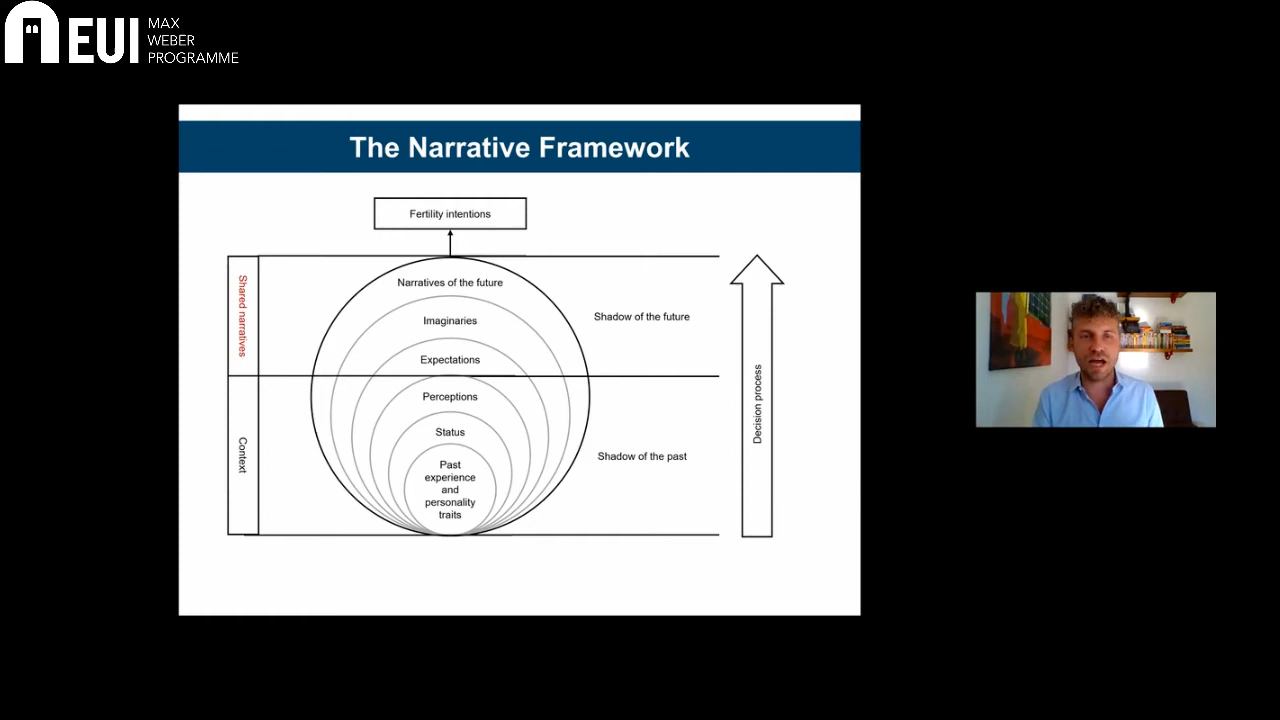 EUI
MAX
WEBER
PROGRAMME
The Narrative Framework
Fertility intentions
Shared narratives
Narratives of the future
Imaginaries
Expectations
Shadow of the future
Context
Perceptions
Status
Past
experience
and
personality
traits
Shadow of the past
Decision process